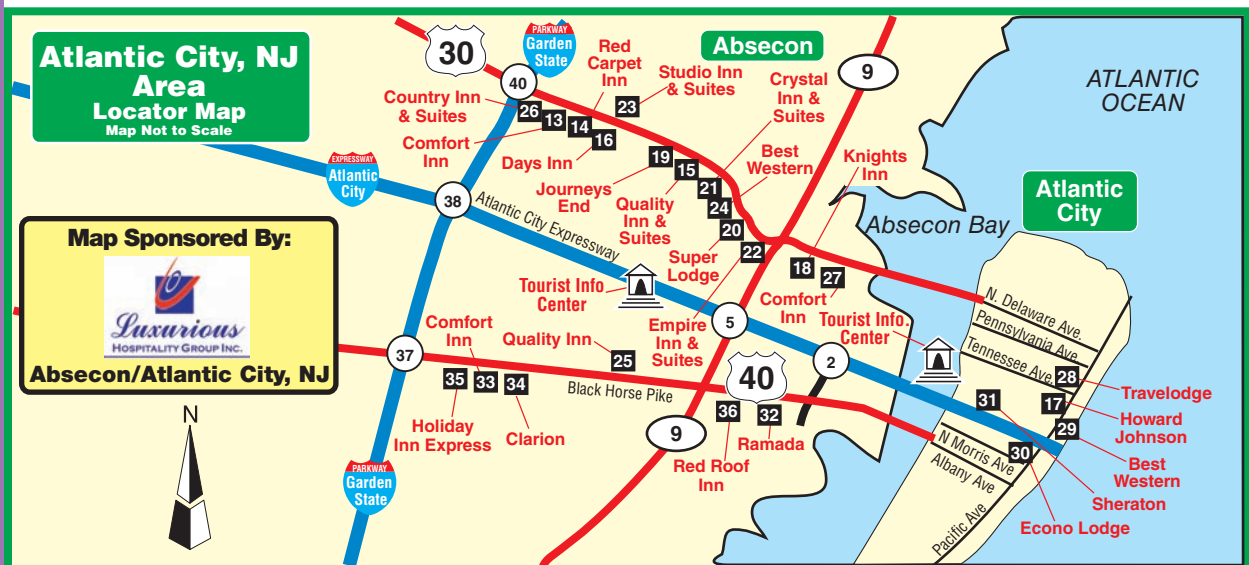 Atlantic City, NJ
Area
Locator Map
Map Not to Scale
30
PARKWAY
Garden
State
40
Absecon
9
ATLANTIC
OCEAN
Red
Carpet
Inn
Studio Inn
& Suites
Crystal
Inn &
Suites
Country Inn
& Suites
26
13
14
16
23
Comfort
Inn
Days Inn
Journeys
End
19
15
21
24
20
22
Best
Western
Knights
Inn
Quality
Inn &
Suites
Super
Lodge
EXPRESSWAY
Atlantic
City
38
Atlantic City Expressway
Absecon Bay
Atlantic
City
18
27
Comfort
Inn
Map Sponsored By:
Luxurious
HOSPITALITY GROUP INC.
Absecon/Atlantic City, NJ
Tourist Info
Center
Empire
Inn &
Suites
5
Tourist Info.
Center
2
N. Delaware Ave.
Pennsylvania Ave
Tennessee Ave
37
Comfort
Inn
Quality Inn
25
Black Horse Pike
40
35
33
34
Holiday
Inn Express
Clarion
9
36
32
Ramada
Red Roof
Inn
28
Travelodge
31
17
Howard
Johnson
29
Best
Western
30
Sheraton
Econo Lodge
N Morris Ave
Albany Ave
Pacific Ave
N
PARKWAY
Garden
State